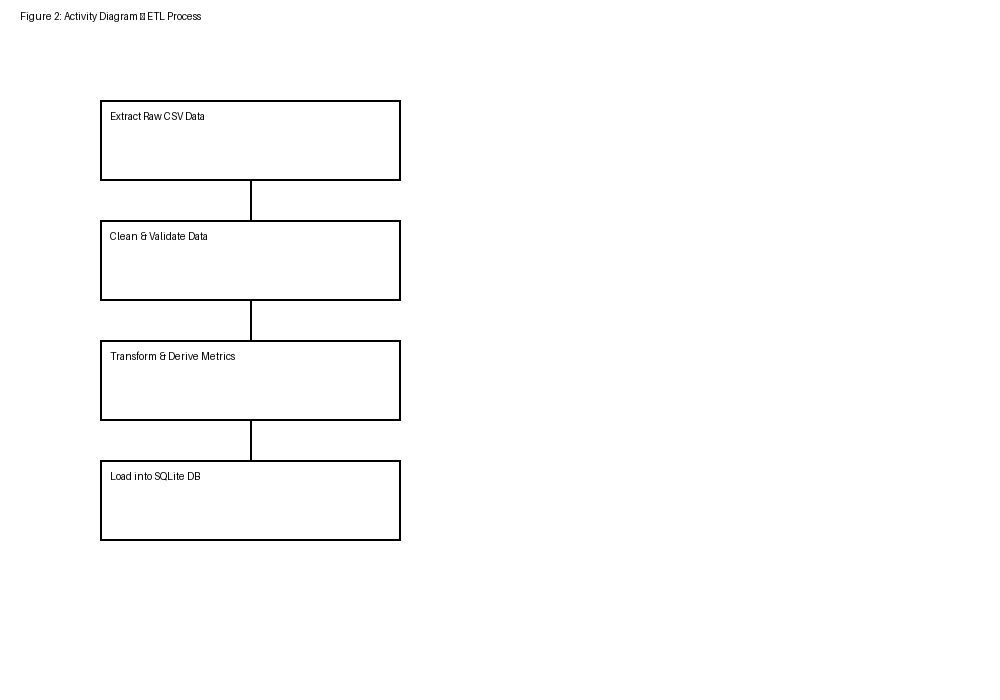 Figure 2: Activity Diagram ▯ ETL Process
Extract Raw CSV Data
Clean & Validate Data
Transform & Derive Metrics
Load into SQLite DB